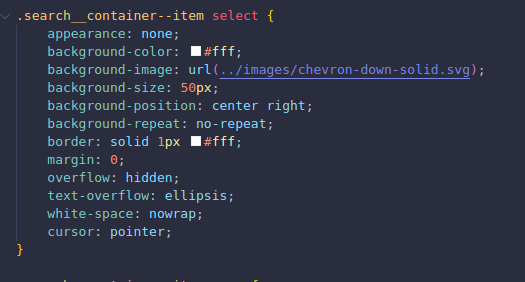 .search__container--item select {
appearance: none;
background-color: #fff;
background-image: url(../images/chevron-down-solid.svg);
background-size: 50px;
background-position: center right;
background-repeat: no-repeat;
border: solid 1px #fff;
margin: 0;
overflow: hidden;
text-overflow: ellipsis;
white-space: nowrap;
cursor: pointer;
}